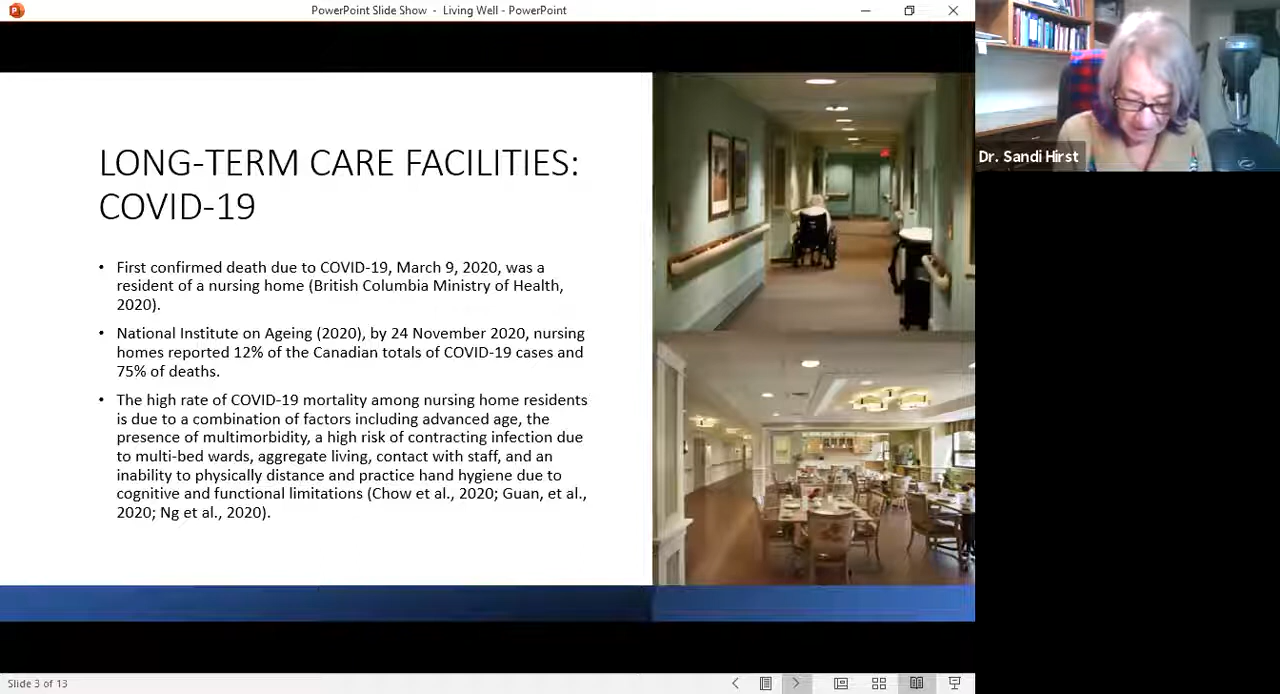 PowerPoint Slide Show - Living Well - PowerPoint
Dr. Sandi Hirst
LONG-TERM CARE FACILITIES:
COVID-19
• First confirmed death due to COVID-19, March 9, 2020, was a
resident of a nursing home (British Columbia Ministry of Health,
2020).
• National Institute on Ageing (2020), by 24 November 2020, nursing
homes reported 12% of the Canadian totals of COVID-19 cases and
75% of deaths.
• The high rate of COVID-19 mortality among nursing home residents
is due to a combination of factors including advanced age, the
presence of multimorbidity, a high risk of contracting infection due
to multi-bed wards, aggregate living, contact with staff, and an
inability to physically distance and practice hand hygiene due to
cognitive and functional limitations (Chow et al., 2020; Guan, et al.,
2020; Ng et al., 2020).
Slide 3 of 13